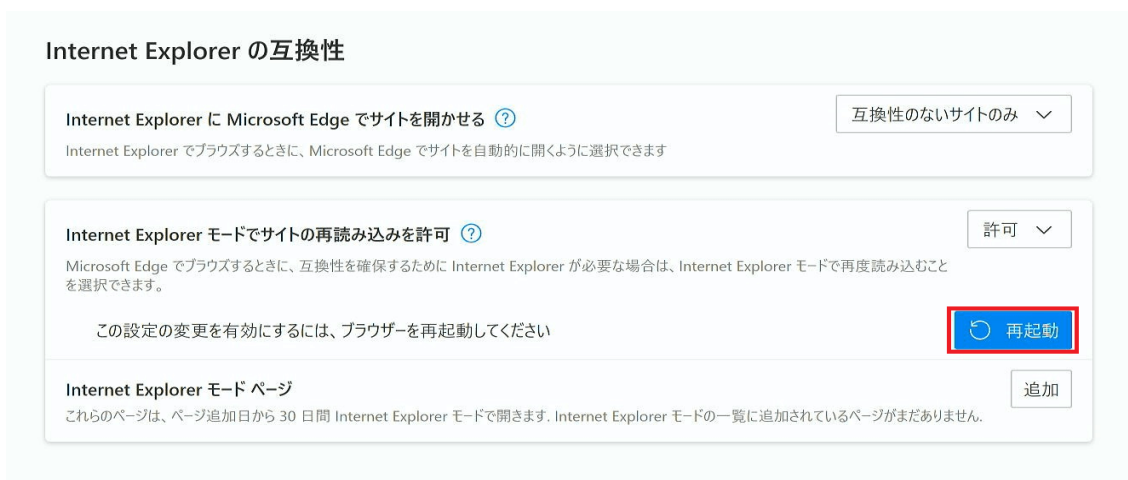 Internet Explorer の互換性
Internet Explorer に Microsoft Edge でサイトを開かせる ?
互換性のないサイトのみ
Internet Explorer でブラウズするときに、Microsoft Edge でサイトを自動的に開くように選択できます
Internet Explorer モードでサイトの再読み込みを許可 ?
許可
Microsoft Edge でブラウズするときに、互換性を確保するために Internet Explorer が必要な場合は、Internet Explorer モードで再度読み込むこと
を選択できます。
この設定の変更を有効にするには、ブラウザーを再起動してください
再起動
Internet Explorer モード ページ
追加
これらのページは、ページ追加日から 30 日間 Internet Explorer モードで開きます. Internet Explorer モードの一覧に追加されているページがまだありません.